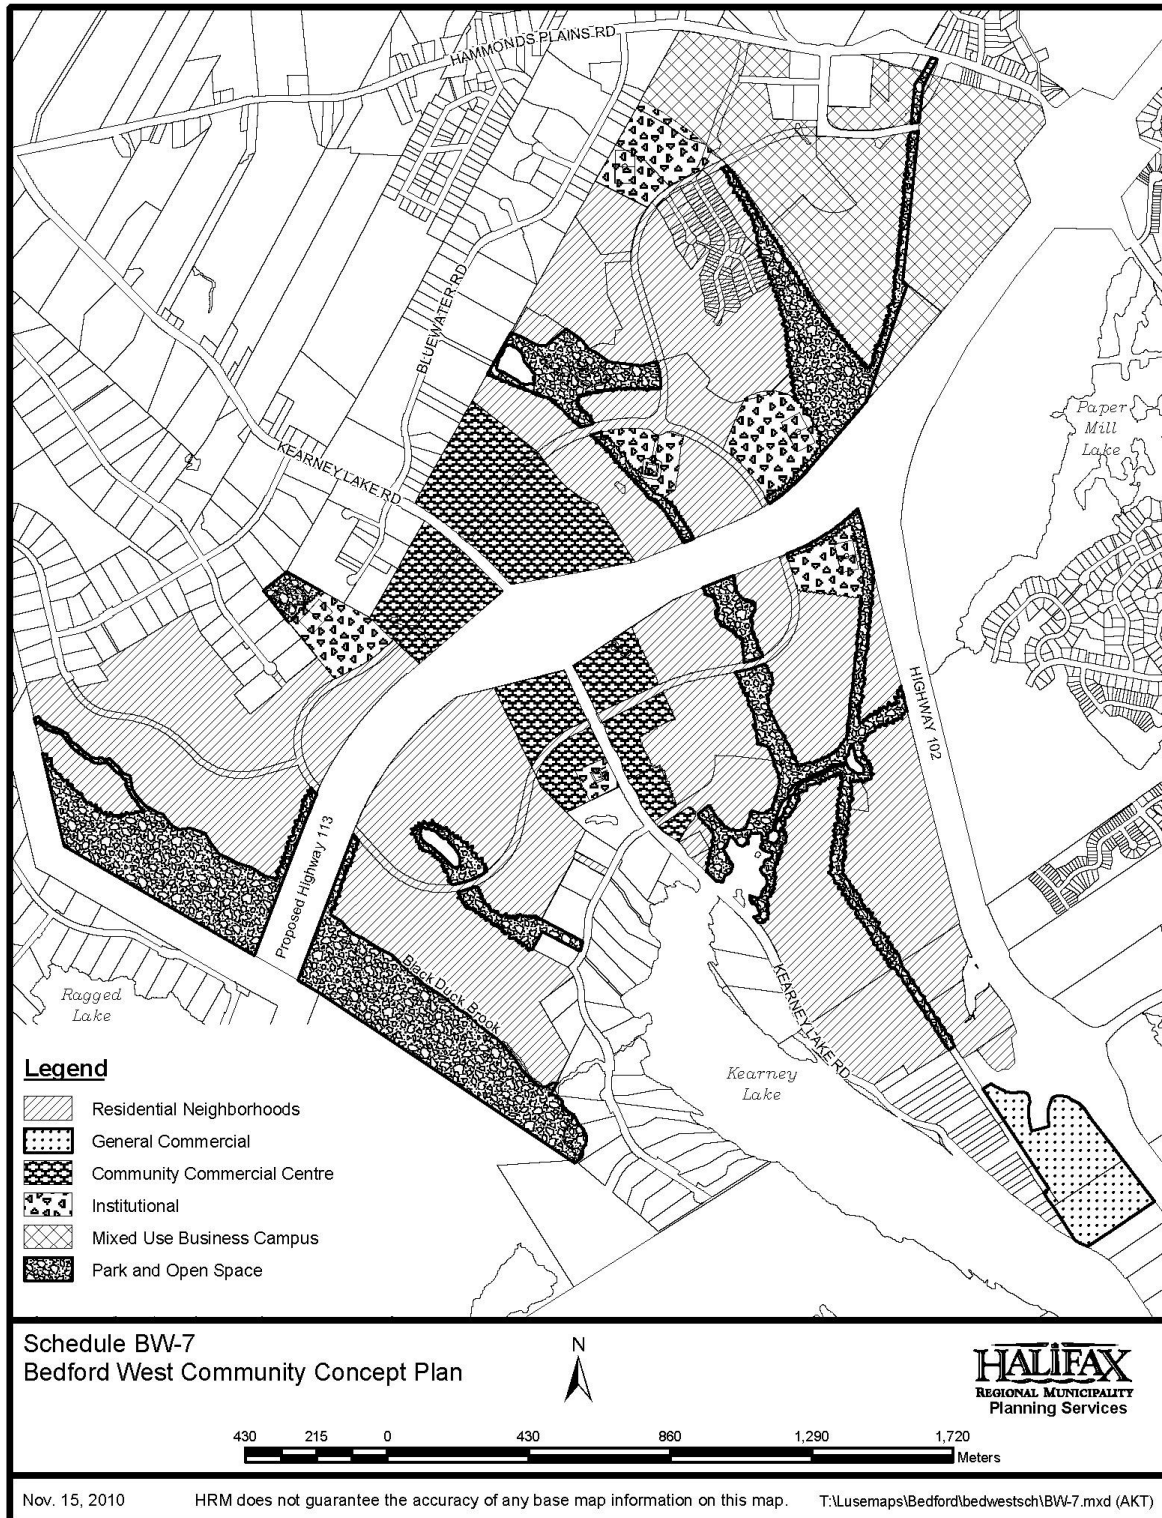 HAMMONDS PLAINS RD
BLUEWATER RD
KEARNEY LAKE RD
Paper
Mill
Lake
HIGHWAY 102
Proposed Highway 113
Black Duck Brook
KEARNEY LAKE RD
Ragged
Lake
Kearney
Lake
Legend
Residential Neighborhoods
General Commercial
Community Commercial Centre
Institutional
Mixed Use Business Campus
Park and Open Space
Schedule BW-7
Bedford West Community Concept Plan
N
HALIFAX
REGIONAL MUNICIPALITY
Planning Services
430 215 0 430 860 1,290 1,720
Meters
Nov. 15, 2010 HRM does not guarantee the accuracy of any base map information on this map. T:\Lusemaps\Bedford\bedwestsch\BW-7.mxd (AKT)